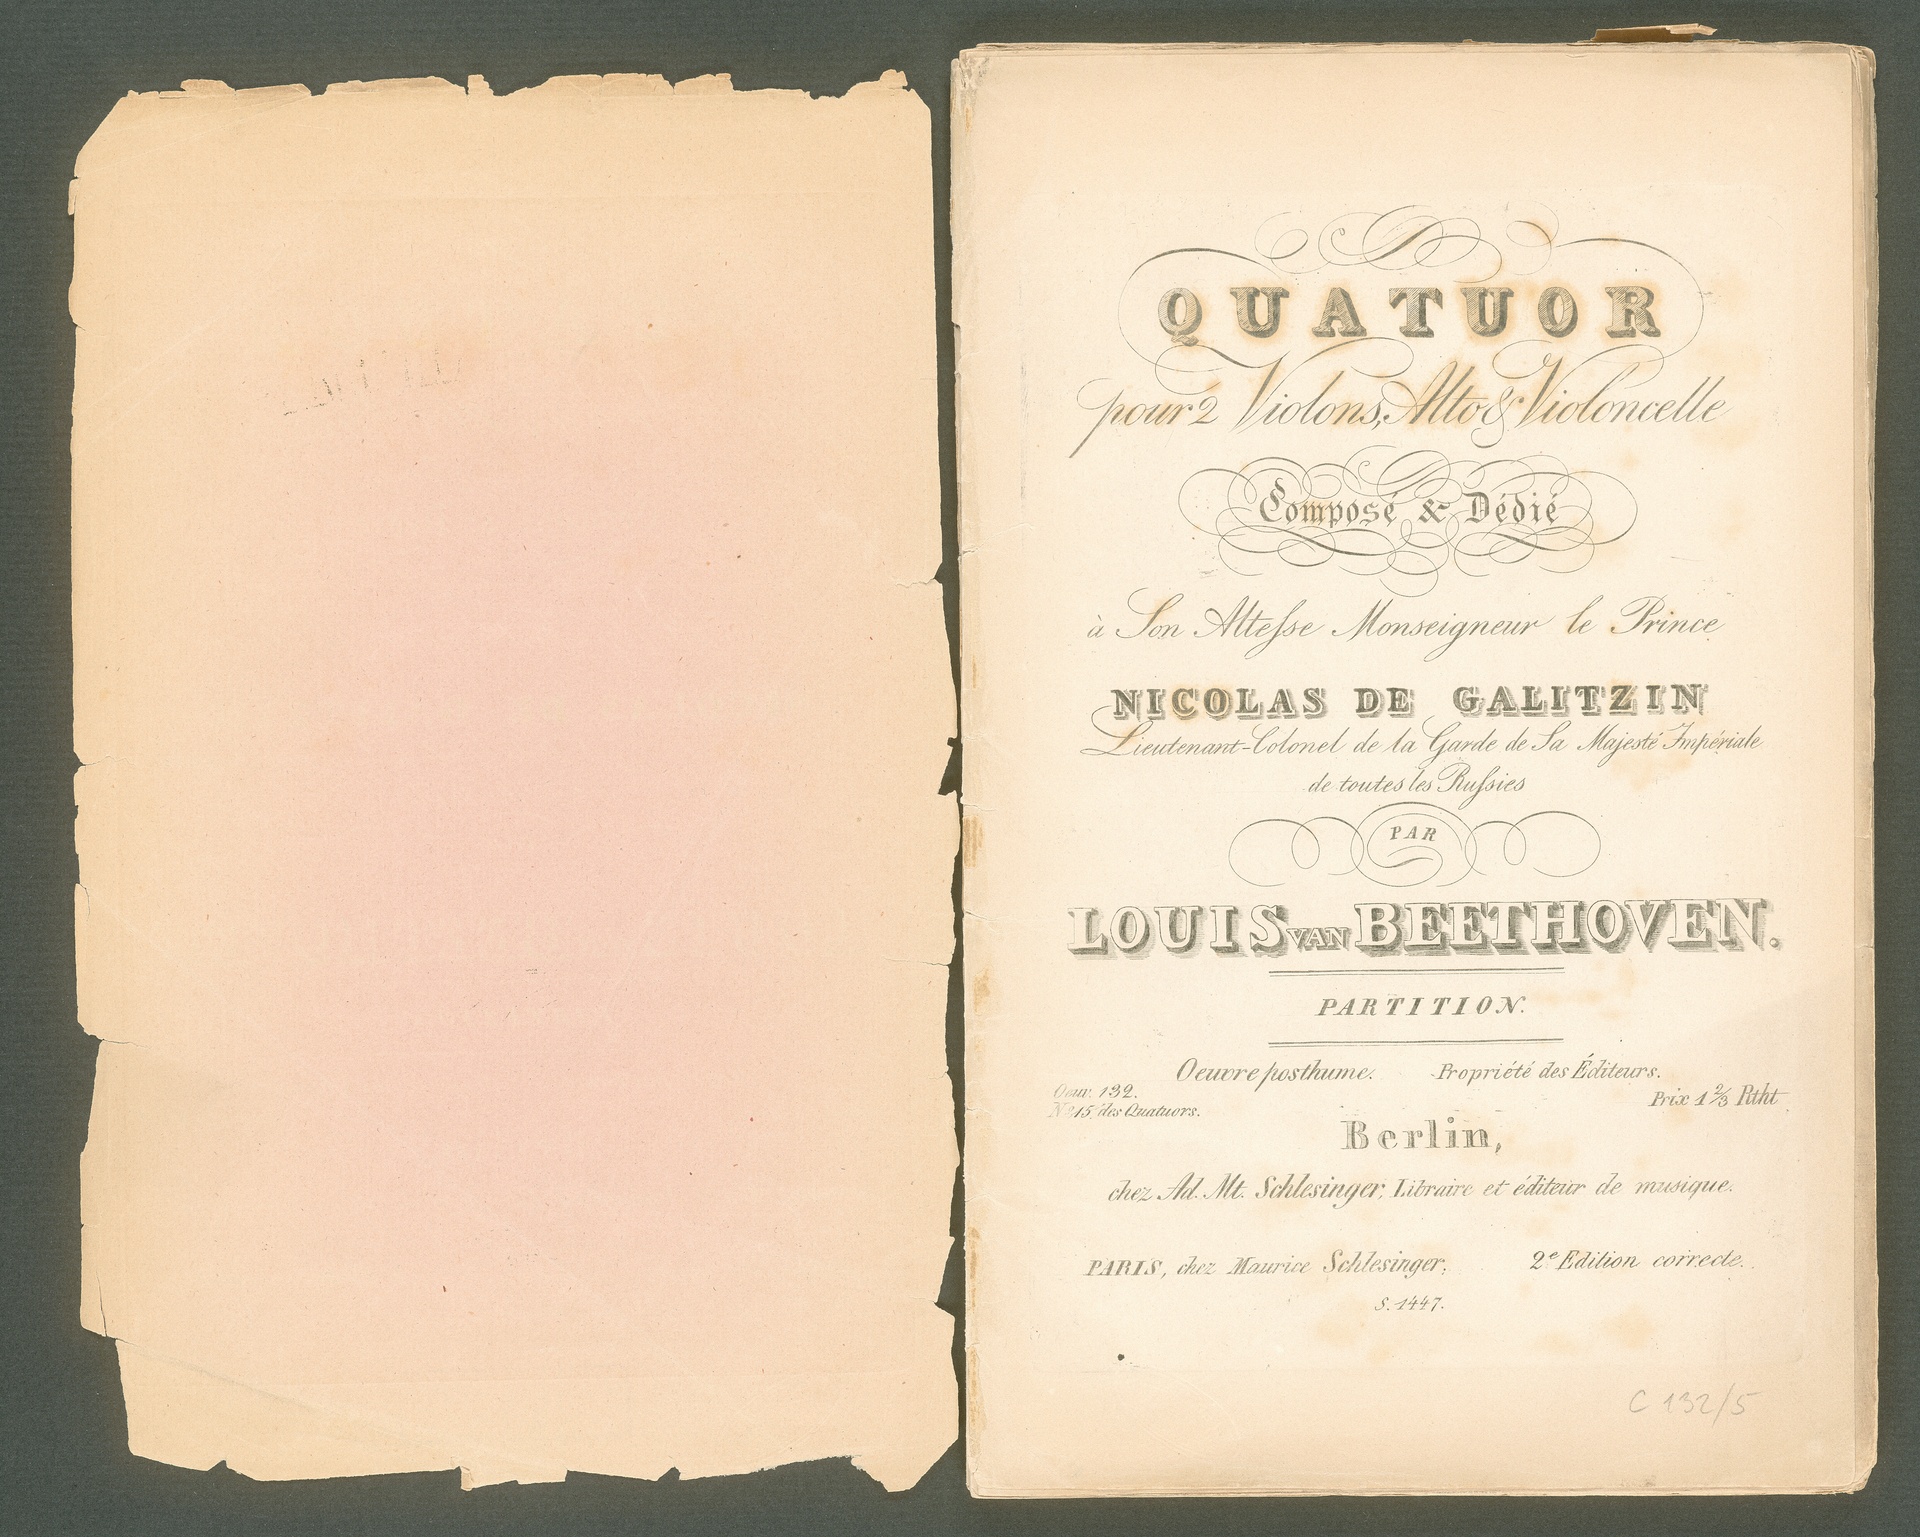 QUATUOR
pour 2 Violons, Alto & Violoncelle
Composé & Dédié
à Son Altesse Monseigneur le Prince
NICOLAS DE GALITZIN
Lieutenant-Colonel de la Garde de Sa Majesté Impériale
de toutes les Russies
PAR
LOUIS VAN BEETHOVEN.
PARTITION.
Oeuvre posthume. Propriété des Éditeurs.
Oeuv. 132.
No 15 des Quatuors.
Prix 1 2/3 Rtht.
Berlin,
chez Ad. Mt. Schlesinger, Libraire et éditeur de musique.
PARIS, chez Maurice Schlesinger. 2e Edition correcte.
S. 1447.
C 132/5